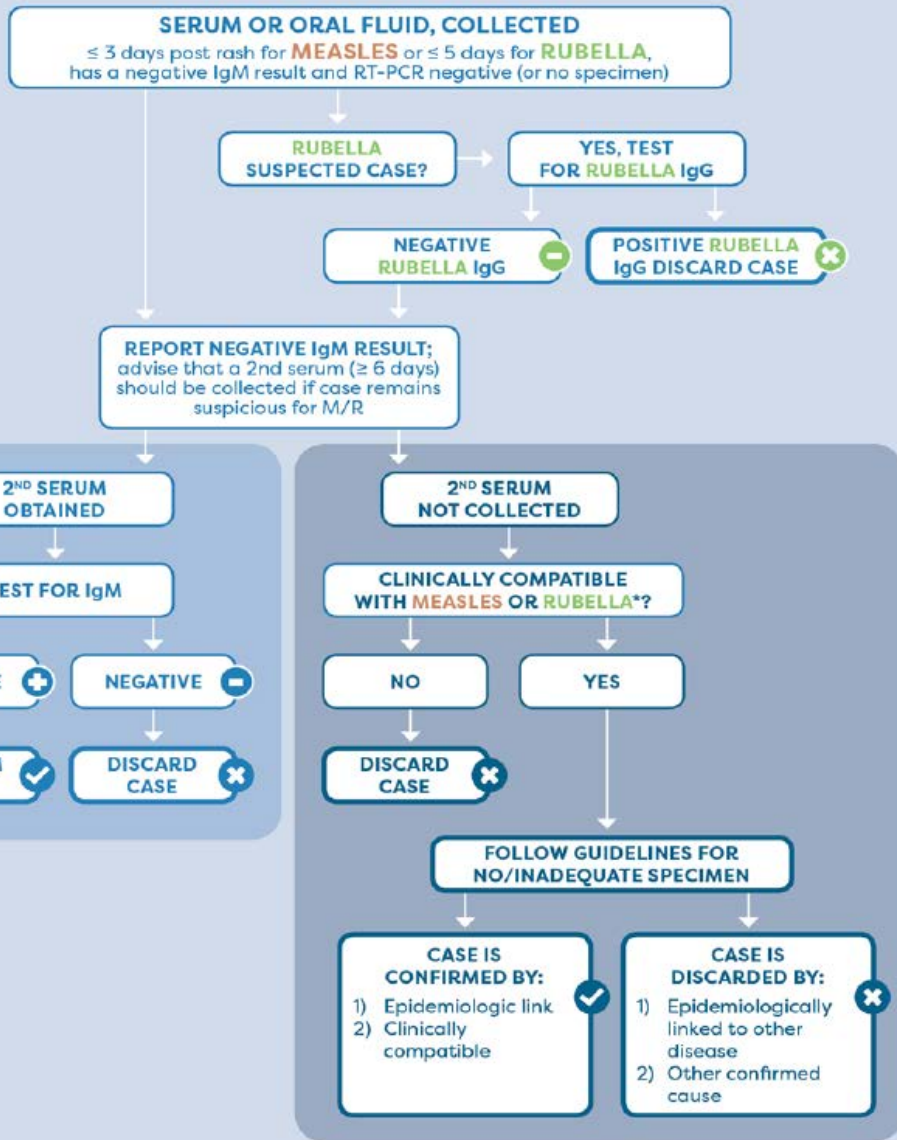 SERUM OR ORAL FLUID, COLLECTED
≤ 3 days post rash for MEASLES or ≤ 5 days for RUBELLA,
has a negative IgM result and RT-PCR negative (or no specimen)
RUBELLA
SUSPECTED CASE?
YES, TEST
FOR RUBELLA IgG
NEGATIVE
RUBELLA IgG
POSITIVE RUBELLA
IgG DISCARD CASE
REPORT NEGATIVE IgM RESULT;
advise that a 2nd serum (≥ 6 days)
should be collected if case remains
suspicious for M/R
2ND SERUM
OBTAINED
EST FOR IgM
NEGATIVE
DISCARD
CASE
2ND SERUM
NOT COLLECTED
CLINICALLY COMPATIBLE
WITH MEASLES OR RUBELLA*?
NO
YES
DISCARD
CASE
FOLLOW GUIDELINES FOR
NO/INADEQUATE SPECIMEN
CASE IS
CONFIRMED BY:
1) Epidemiologic link
2) Clinically
compatible
CASE IS
DISCARDED BY:
1) Epidemiologically
linked to other
disease
2) Other confirmed
cause